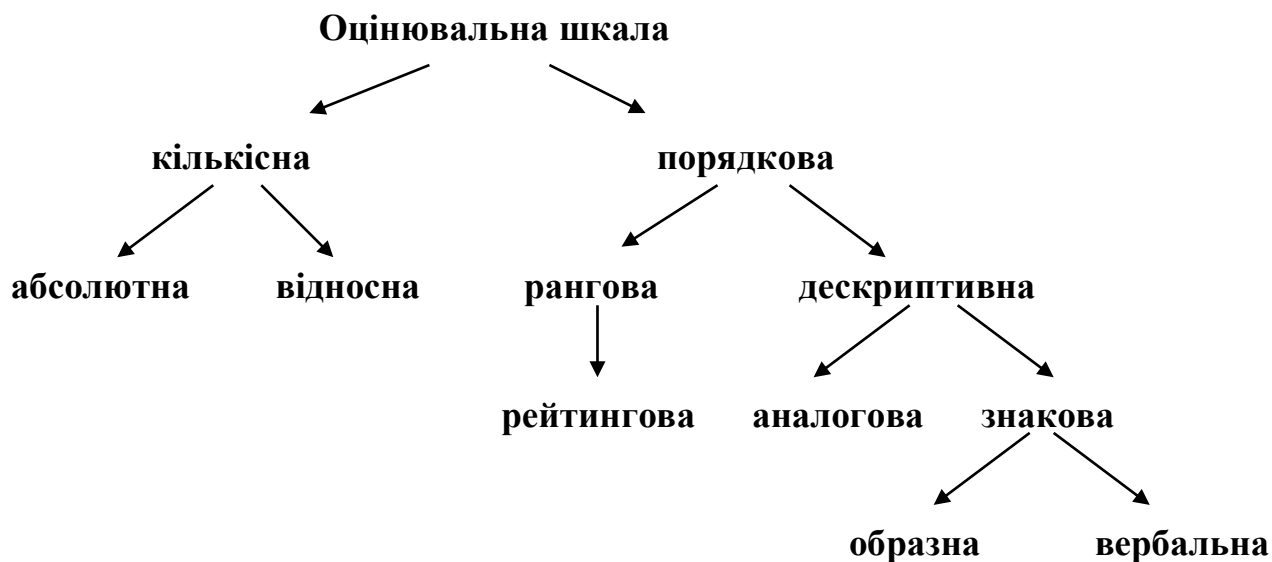 Оцінювальна шкала
кількісна порядкова
абсолютна відносна рангова дескриптивна
рейтингова аналогова знакова
образна вербальна